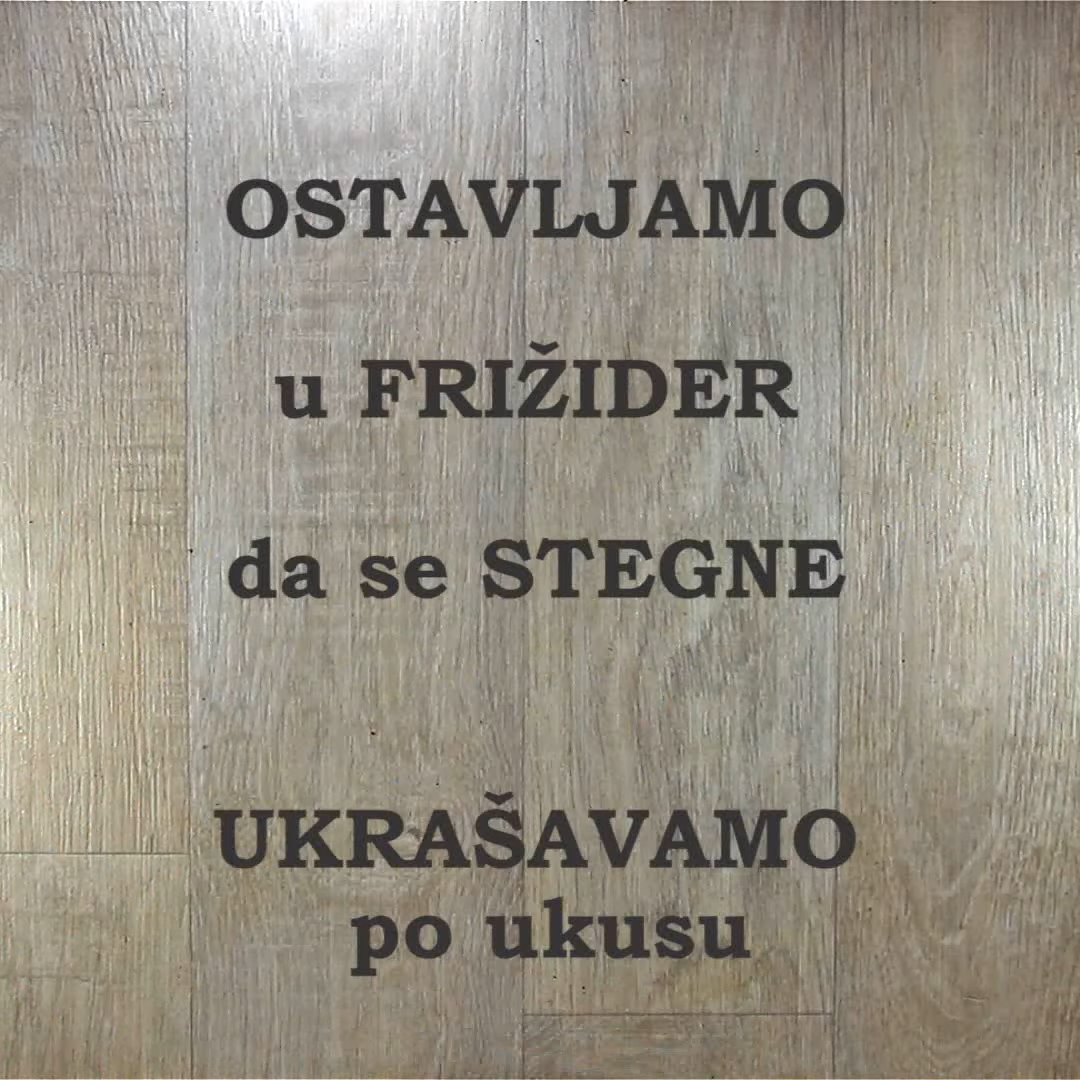 OSTAVLJAMO
u FRIŽIDER
da se STEGNE
UKRAŠAVAMO
po ukusu